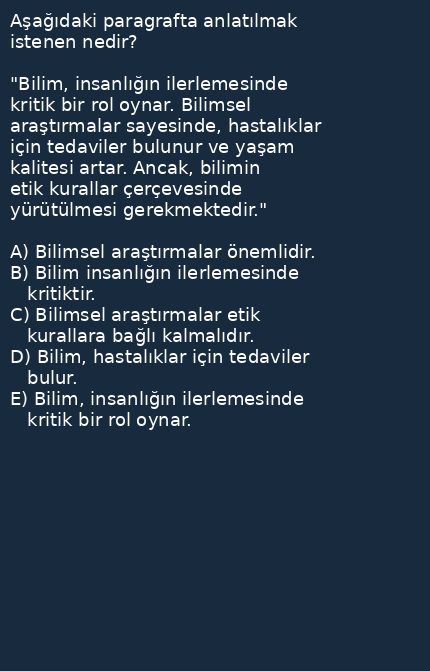 Aşağıdaki paragrafta anlatılmak
istenen nedir?
"Bilim, insanlığın ilerlemesinde
kritik bir rol oynar. Bilimsel
araştırmalar sayesinde, hastalıklar
için tedaviler bulunur ve yaşam
kalitesi artar. Ancak, bilimin
etik kurallar çerçevesinde
yürütülmesi gerekmektedir."
A) Bilimsel araştırmalar önemlidir.
B) Bilim insanlığın ilerlemesinde
kritiktir.
C) Bilimsel araştırmalar etik
kurallara bağlı kalmalıdır.
D) Bilim, hastalıklar için tedaviler
bulur.
E) Bilim, insanlığın ilerlemesinde
kritik bir rol oynar.